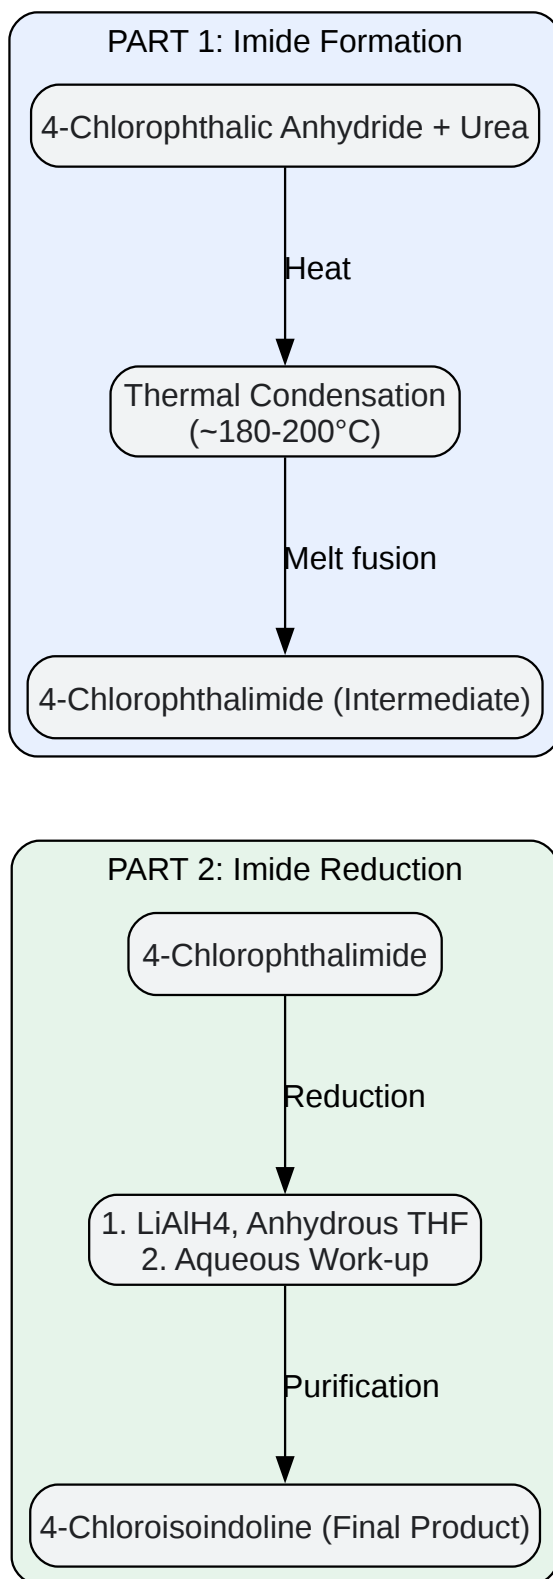 PART 1: Imide Formation
4-Chlorophthalic Anhydride + Urea
Heat
Thermal Condensation
(~180-200°C)
Melt fusion
4-Chlorophthalimide (Intermediate)
PART 2: Imide Reduction
4-Chlorophthalimide
Reduction
1. LiAlH4, Anhydrous THF
2. Aqueous Work-up
Purification
4-Chloroisoindoline (Final Product)